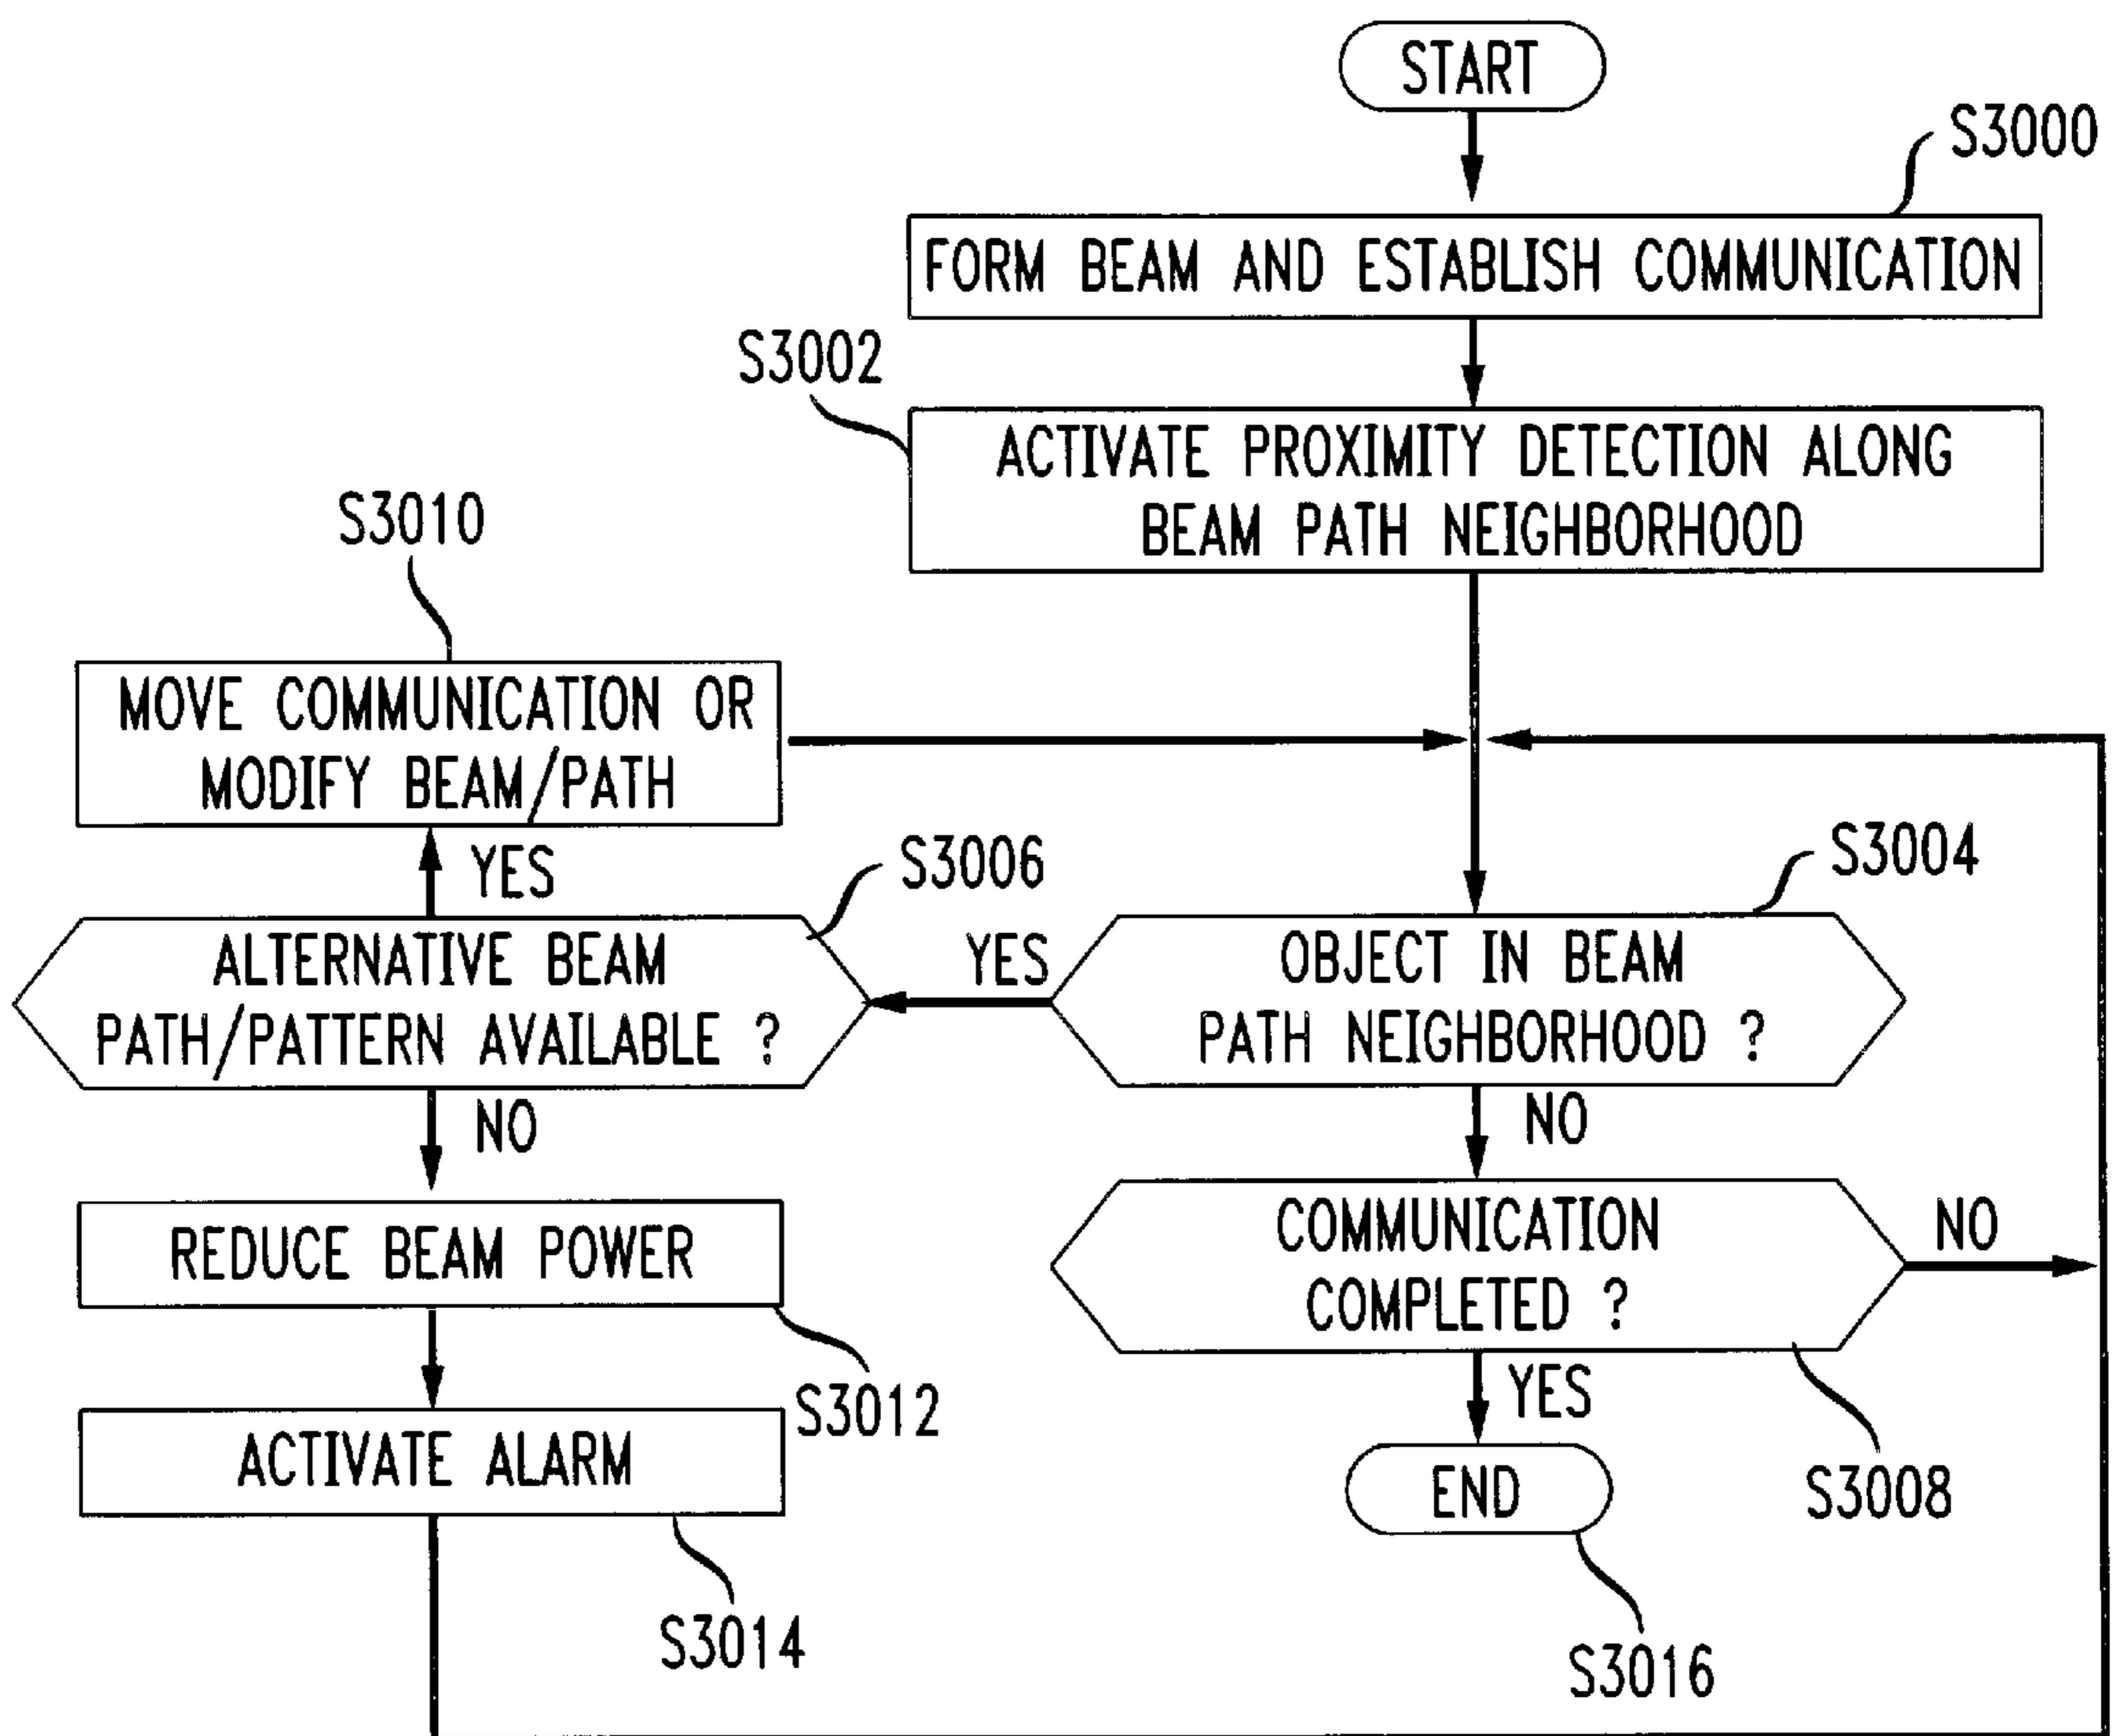 START
S3000
FORM BEAM AND ESTABLISH COMMUNICATION
S3002
ACTIVATE PROXIMITY DETECTION ALONG
BEAM PATH NEIGHBORHOOD
S3010
MOVE COMMUNICATION OR
MODIFY BEAM/PATH
YES
S3006
S3004
ALTERNATIVE BEAM
PATH/PATTERN AVAILABLE ?
YES
OBJECT IN BEAM
PATH NEIGHBORHOOD ?
NO
NO
REDUCE BEAM POWER
COMMUNICATION
COMPLETED ?
NO
S3012
YES
ACTIVATE ALARM
END
S3008
S3014
S3016